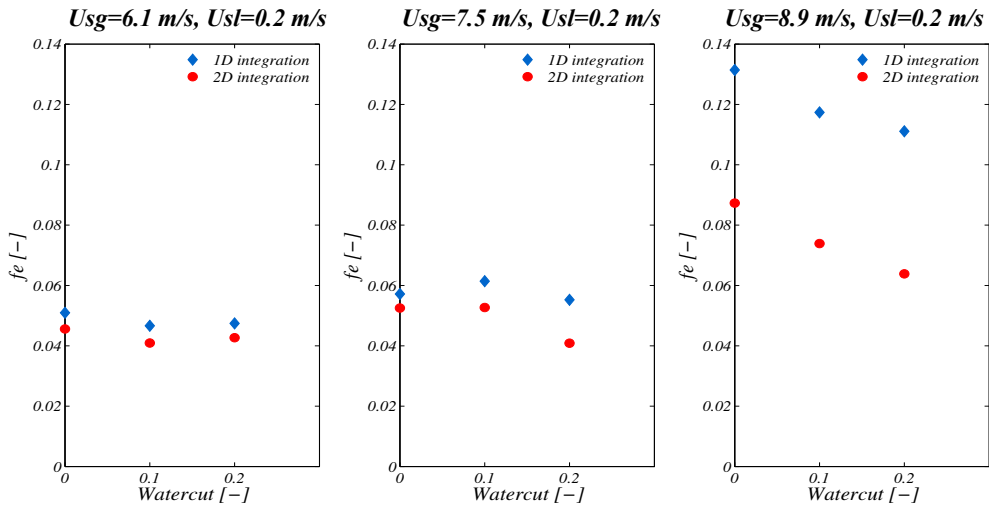 Usg=6.1 m/s, Usl=0.2 m/s
0.14
0.12
0.1
0.08
0.06
0.04
0.02
0
fe [−]
1D integration
2D integration
0
0.1
0.2
Watercut [−]
Usg=7.5 m/s, Usl=0.2 m/s
0.14
0.12
0.1
0.08
0.06
0.04
0.02
0
fe [−]
1D integration
2D integration
0
0.1
0.2
Watercut [−]
Usg=8.9 m/s, Usl=0.2 m/s
0.14
0.12
0.1
0.08
0.06
0.04
0.02
0
fe [−]
1D integration
2D integration
0
0.1
0.2
Watercut [−]